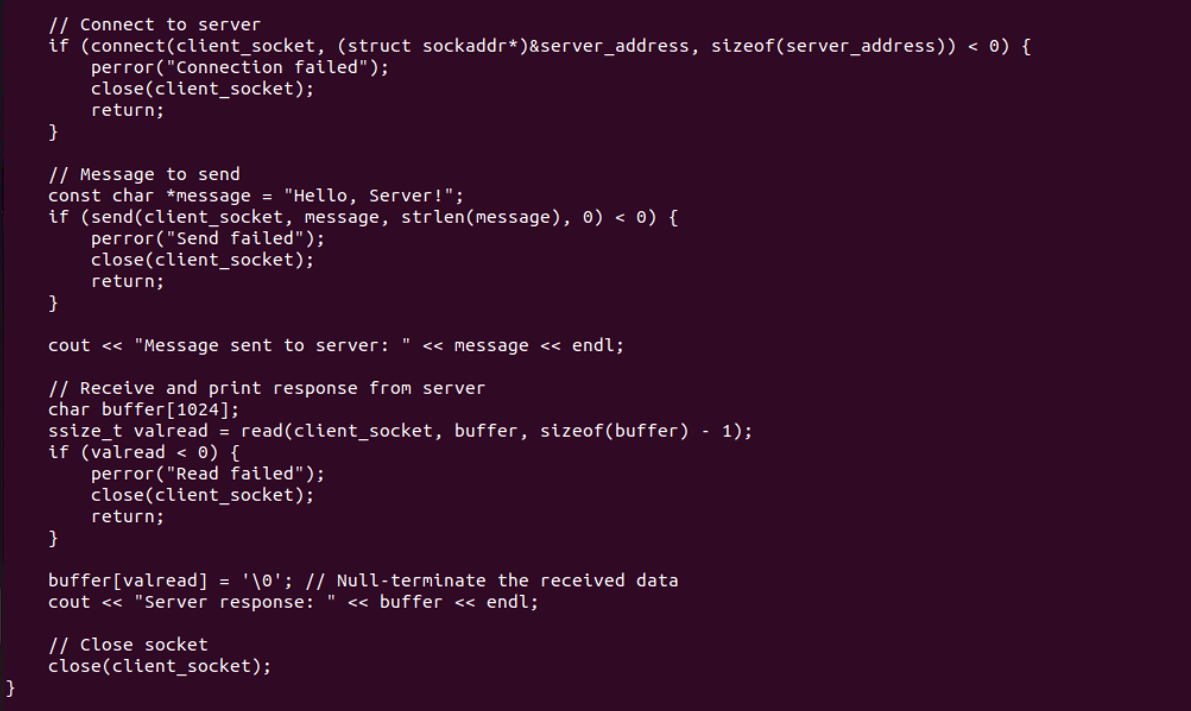 // Connect to server
if (connect(client_socket, (struct sockaddr*)&server_address, sizeof(server_address)) < 0) {
perror("Connection failed");
close(client_socket);
return;
}
// Message to send
const char *message = "Hello, Server!";
if (send(client_socket, message, strlen(message), 0) < 0) {
perror("Send failed");
close(client_socket);
return;
}
cout << "Message sent to server: " << message << endl;
// Receive and print response from server
char buffer[1024];
ssize_t valread = read(client_socket, buffer, sizeof(buffer) - 1);
if (valread < 0) {
perror("Read failed");
close(client_socket);
return;
}
buffer[valread] = '\0'; // Null-terminate the received data
cout << "Server response: " << buffer << endl;
// Close socket
close(client_socket);
}